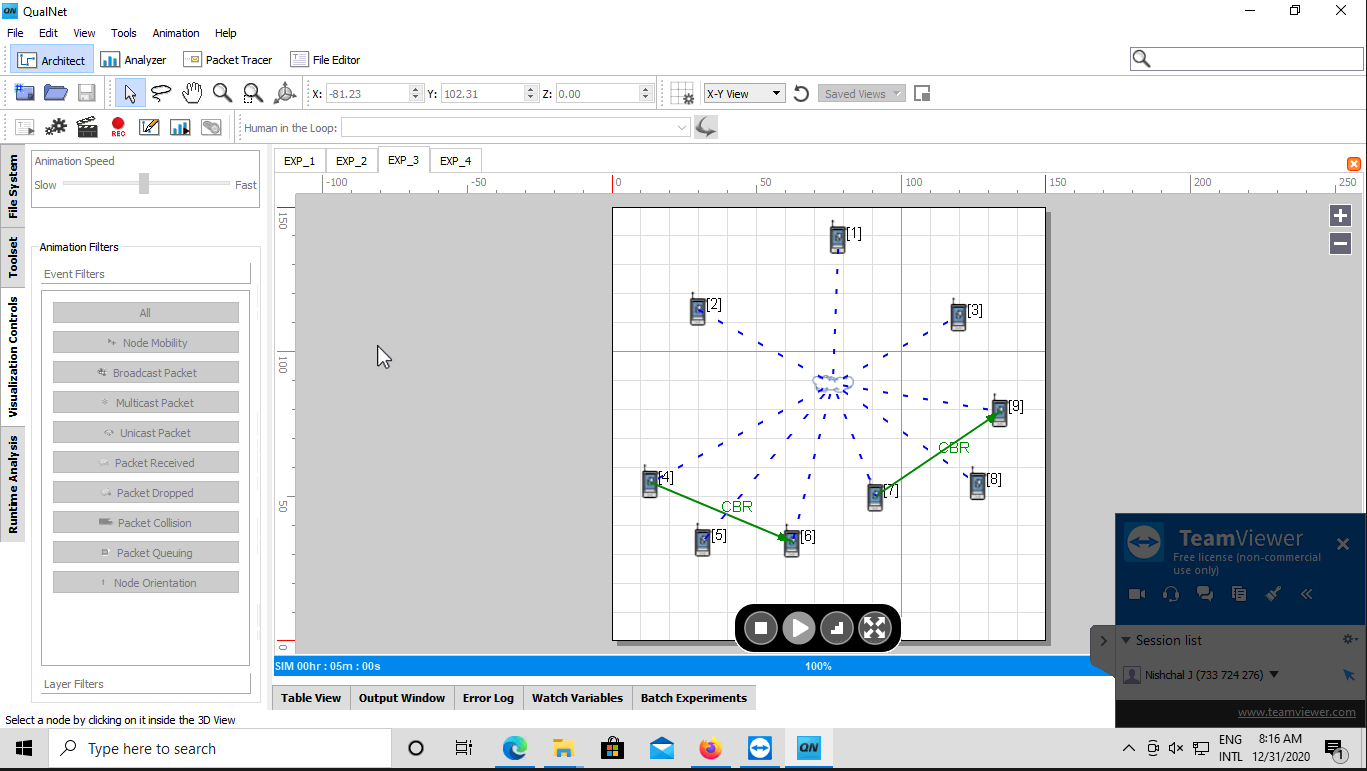 QN QualNet
File Edit View Tools Animation Help
Architect Analyzer Packet Tracer File Editor
X: -81.23 Y: 102.31 Z: 0.00 X-Y View Saved Views
REC Human in the Loop:
File System
Toolset
Visualization Controls
Runtime Analysis
Animation Speed
Slow Fast
Animation Filters
Event Filters
All
Node Mobility
Broadcast Packet
Multicast Packet
Unicast Packet
Packet Received
Packet Dropped
Packet Collision
Packet Queuing
Node Orientation
Layer Filters
EXP_1 EXP_2 EXP_3 EXP_4
-100 -50 0 50 100 150 200 250
150
100
50
0
[1]
[2]
[3]
[9]
CBR
[4]
[7]
[8]
CBR
[5]
[6]
SIM 00hr : 05m : 00s 100%
Table View Output Window Error Log Watch Variables Batch Experiments
TeamViewer
Free license (non-commercial
use only)
Session list
Nishchal J (733 724 276)
www.teamviewer.com
Select a node by clicking on it inside the 3D View
Type here to search
QN
ENG
INTL
8:16 AM
12/31/2020
1